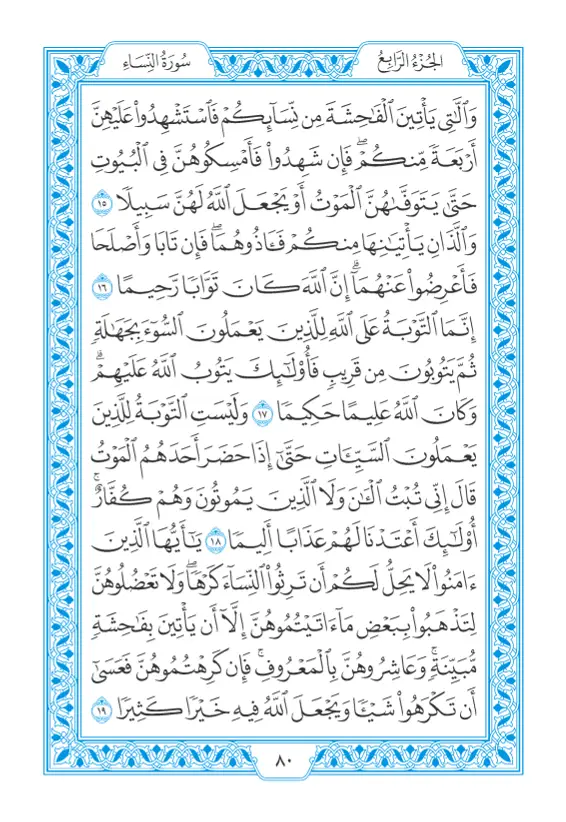 الجُزْءُ الرَّابِعُ
سُورَةُ النِّسَاءِ
وَٱلَّٰتِي يَأۡتِينَ ٱلۡفَٰحِشَةَ مِن نِّسَآئِكُمۡ فَٱسۡتَشۡهِدُواْ عَلَيۡهِنَّ
أَرۡبَعَةٗ مِّنكُمۡۖ فَإِن شَهِدُواْ فَأَمۡسِكُوهُنَّ فِي ٱلۡبُيُوتِ
حَتَّىٰ يَتَوَفَّىٰهُنَّ ٱلۡمَوۡتُ أَوۡ يَجۡعَلَ ٱللَّهُ لَهُنَّ سَبِيلٗا ١٥
وَٱلَّذَانِ يَأۡتِيَٰنِهَا مِنكُمۡ فَـَٔاذُوهُمَاۖ فَإِن تَابَا وَأَصۡلَحَا
فَأَعۡرِضُواْ عَنۡهُمَآۗ إِنَّ ٱللَّهَ كَانَ تَوَّابٗا رَّحِيمًا ١٦
إِنَّمَا ٱلتَّوۡبَةُ عَلَى ٱللَّهِ لِلَّذِينَ يَعۡمَلُونَ ٱلسُّوٓءَ بِجَهَٰلَةٖ
ثُمَّ يَتُوبُونَ مِن قَرِيبٖ فَأُوْلَٰٓئِكَ يَتُوبُ ٱللَّهُ عَلَيۡهِمۡۗ
وَكَانَ ٱللَّهُ عَلِيمًا حَكِيمٗا ١٧ وَلَيۡسَتِ ٱلتَّوۡبَةُ لِلَّذِينَ
يَعۡمَلُونَ ٱلسَّيِّـَٔاتِ حَتَّىٰٓ إِذَا حَضَرَ أَحَدَهُمُ ٱلۡمَوۡتُ
قَالَ إِنِّي تُبۡتُ ٱلۡـَٰٔنَ وَلَا ٱلَّذِينَ يَمُوتُونَ وَهُمۡ كُفَّارٌۚ
أُوْلَٰٓئِكَ أَعۡتَدۡنَا لَهُمۡ عَذَابًا أَلِيمٗا ١٨ يَٰٓأَيُّهَا ٱلَّذِينَ
ءَامَنُواْ لَا يَحِلُّ لَكُمۡ أَن تَرِثُواْ ٱلنِّسَآءَ كَرۡهٗاۖ وَلَا تَعۡضُلُوهُنَّ
لِتَذۡهَبُواْ بِبَعۡضِ مَآ ءَاتَيۡتُمُوهُنَّ إِلَّآ أَن يَأۡتِينَ بِفَٰحِشَةٖ
مُّبَيِّنَةٖۚ وَعَاشِرُوهُنَّ بِٱلۡمَعۡرُوفِۚ فَإِن كَرِهۡتُمُوهُنَّ فَعَسَىٰٓ
أَن تَكۡرَهُواْ شَيۡـٔٗا وَيَجۡعَلَ ٱللَّهُ فِيهِ خَيۡرٗا كَثِيرٗا ١٩
٨٠